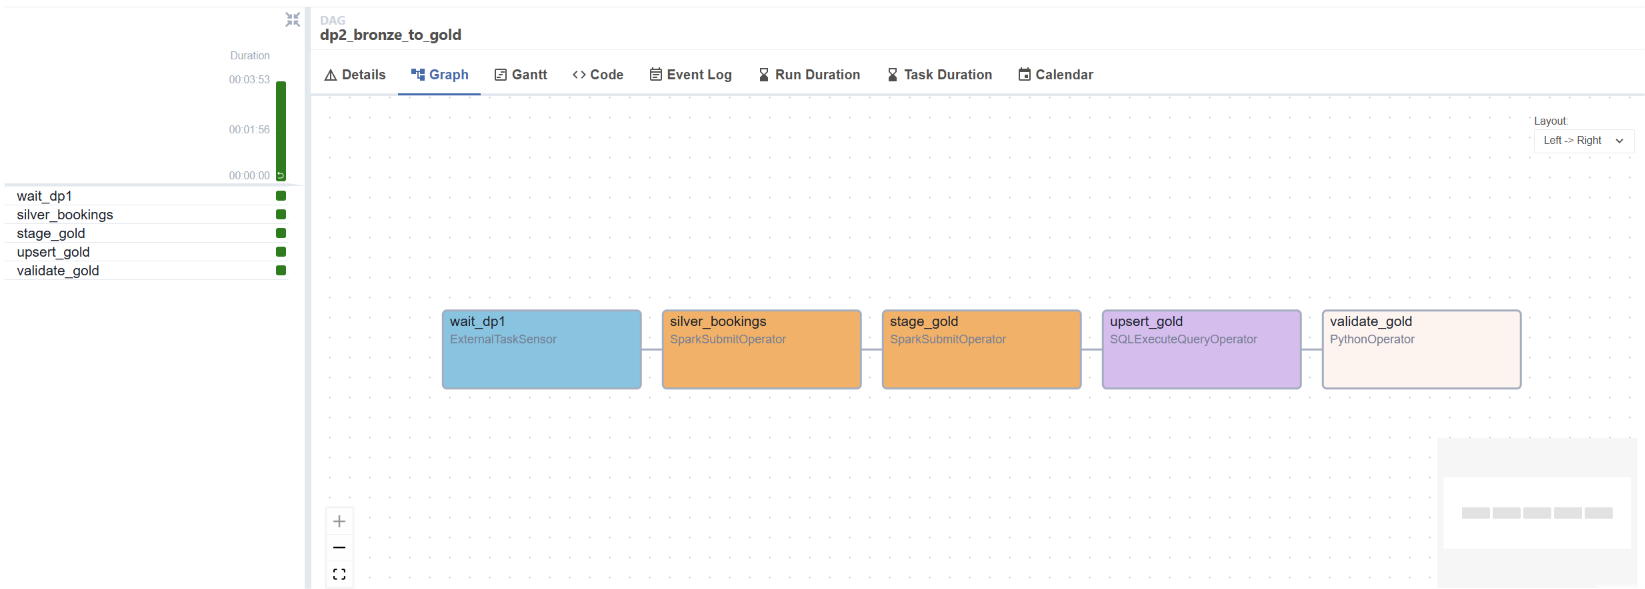 DAG
dp2_bronze_to_gold
Details
Graph
Gantt
<> Code
Event Log
Run Duration
Task Duration
Calendar
Duration
00:03:53
00:01:56
00:00:00
wait_dp1
silver_bookings
stage_gold
upsert_gold
validate_gold
Layout:
Left -> Right
wait_dp1
ExternalTaskSensor
silver_bookings
SparkSubmitOperator
stage_gold
SparkSubmitOperator
upsert_gold
SQLExecuteQueryOperator
validate_gold
PythonOperator